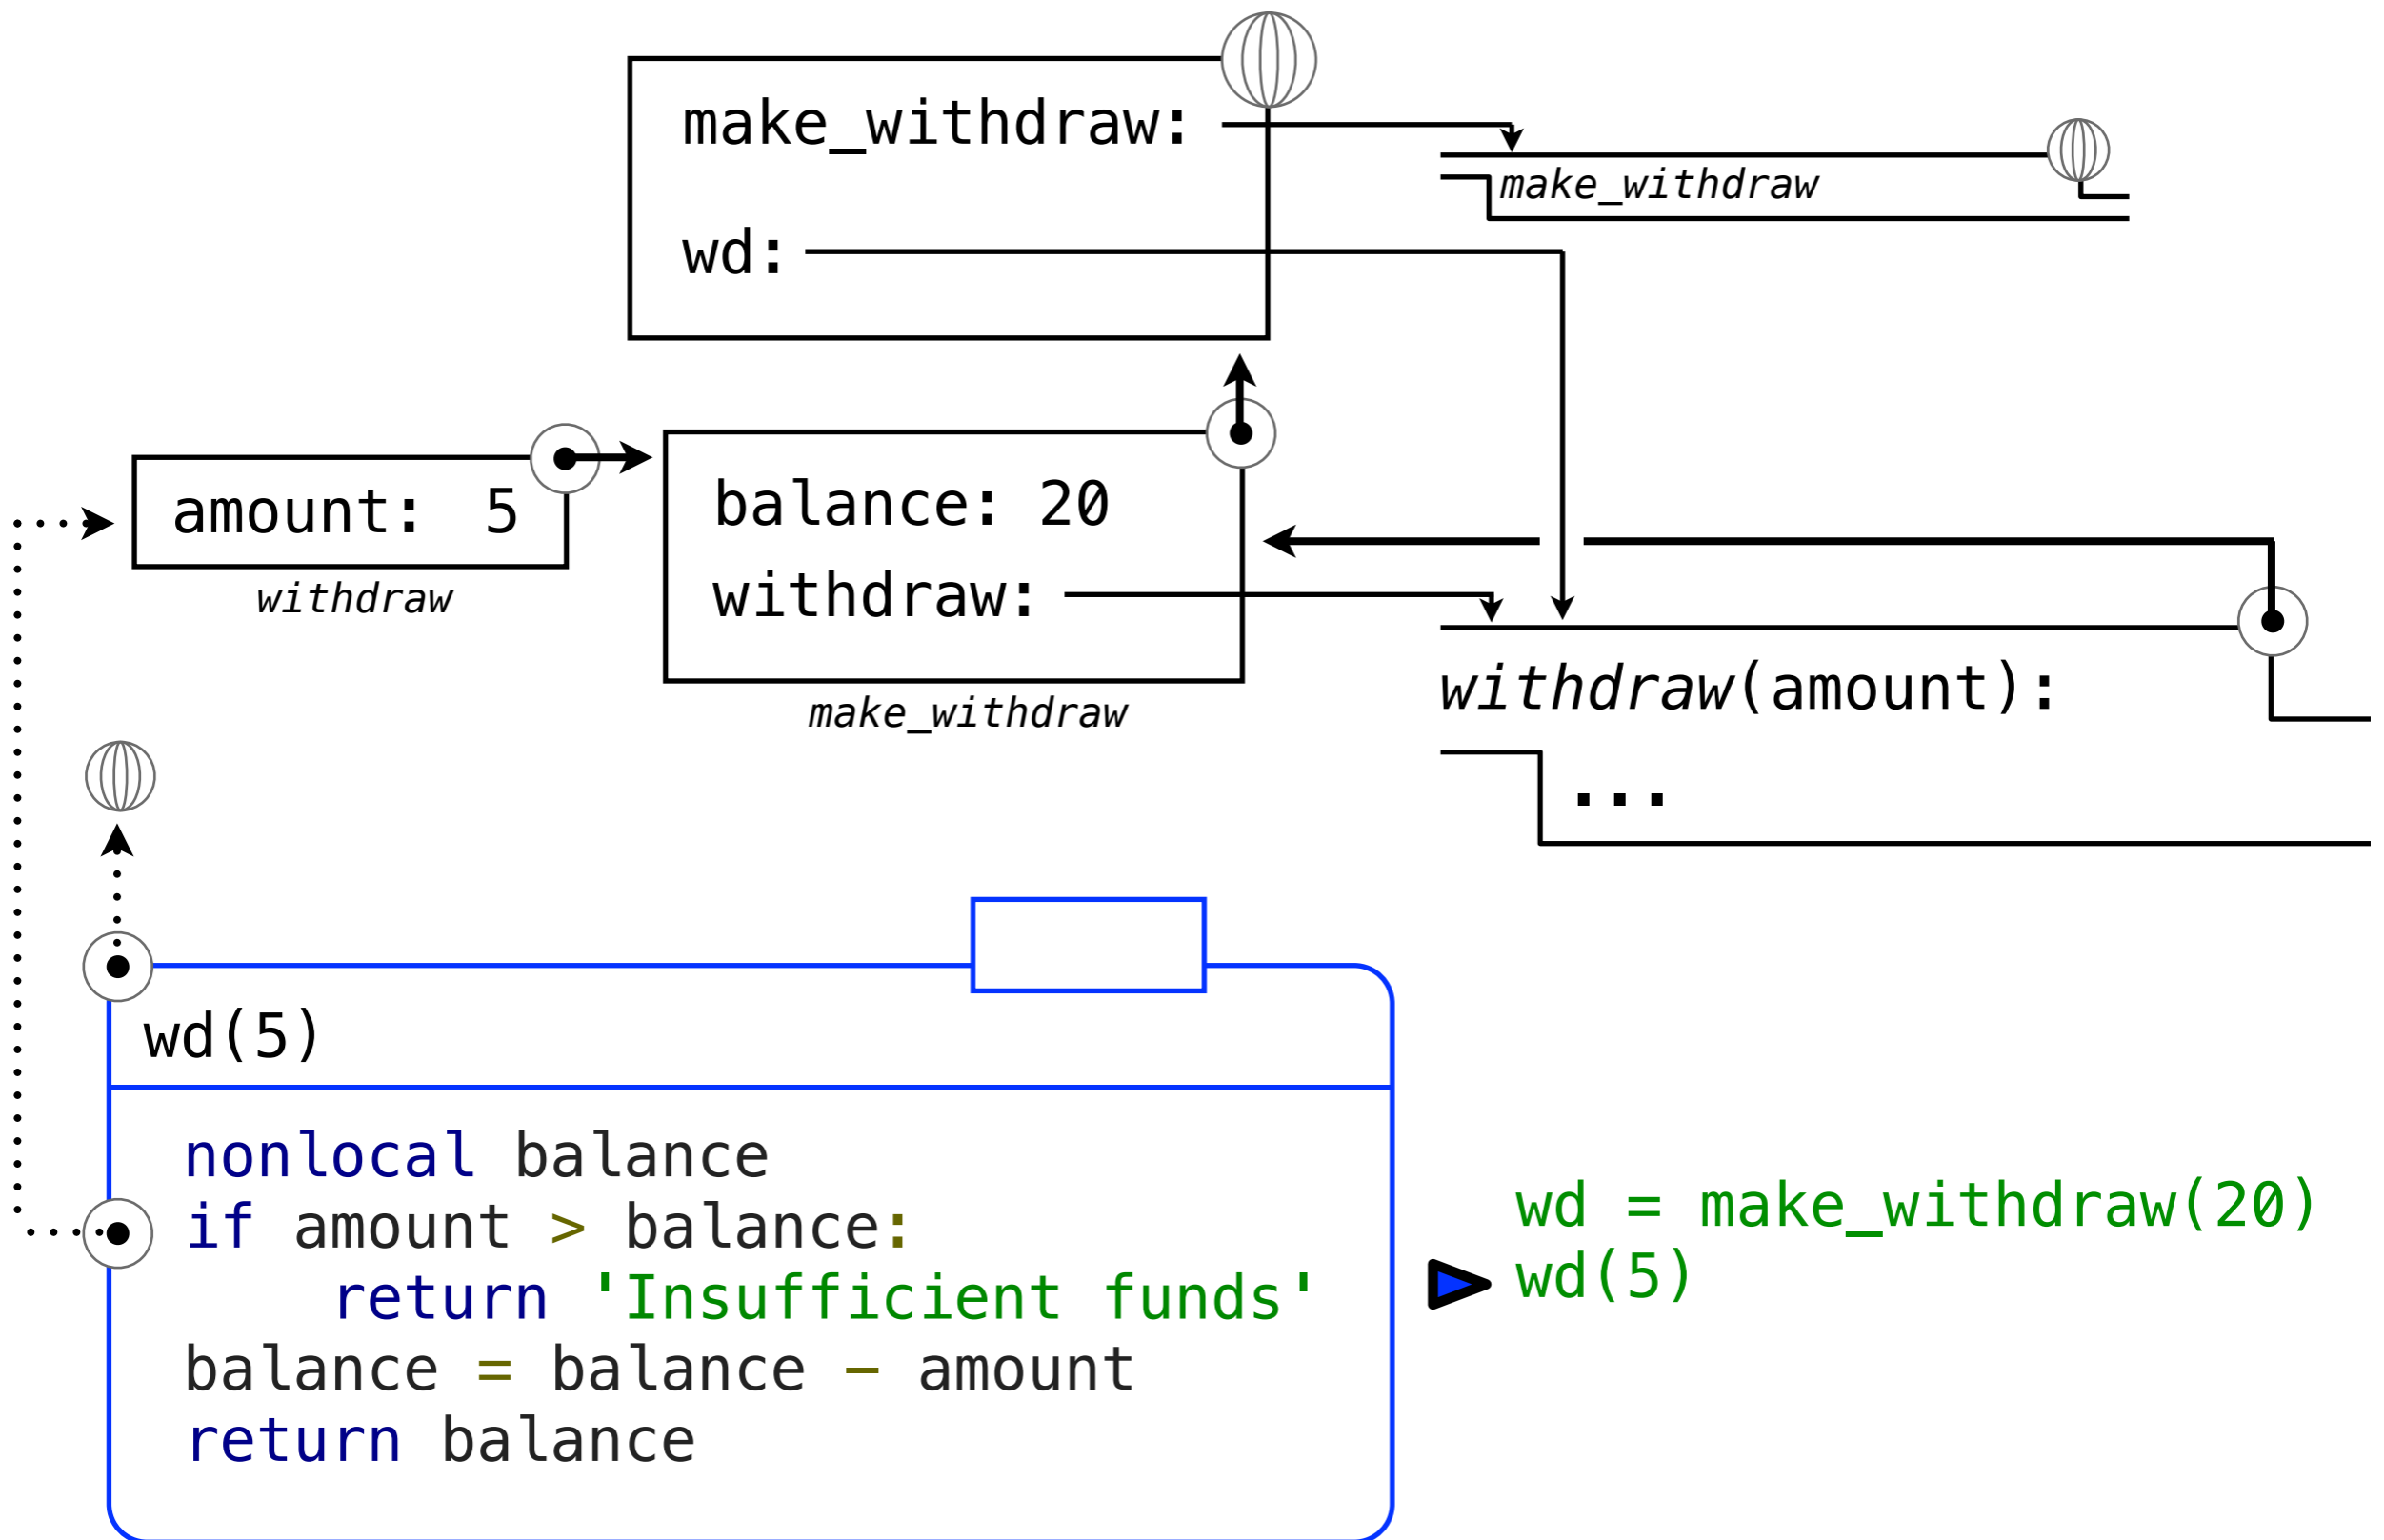 make_withdraw:
make_withdraw
wd:
amount: 5
withdraw
balance: 20
withdraw:
make_withdraw
withdraw(amount):
...
wd(5)
nonlocal balance
if amount > balance:
    return 'Insufficient funds'
balance = balance – amount
return balance
wd = make_withdraw(20)
wd(5)